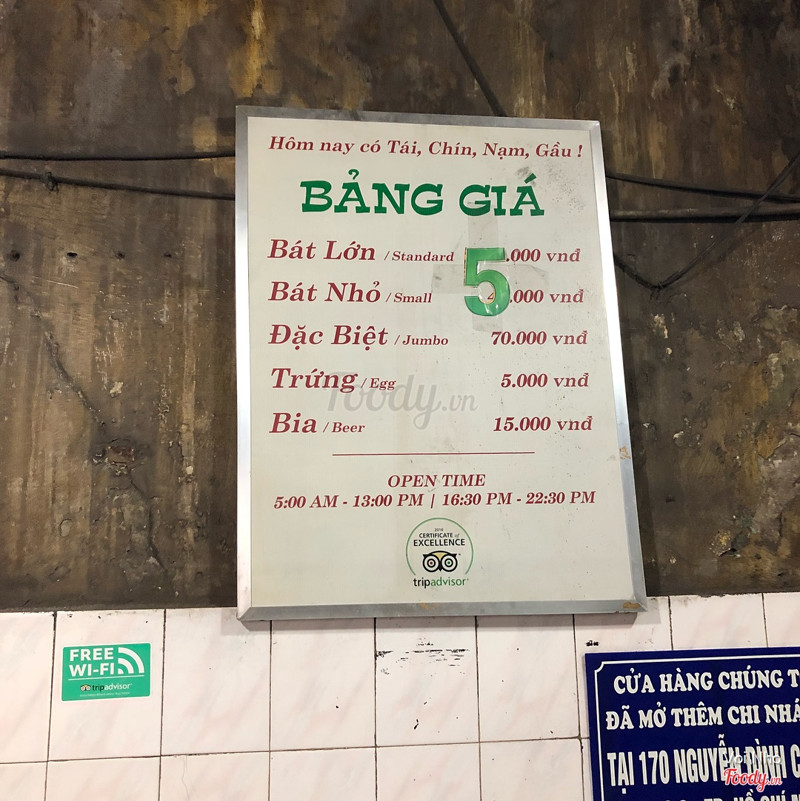 Hôm nay có Tái, Chín, Nạm, Gầu !
BẢNG GIÁ
Bát Lớn / Standard 5 .000 vnđ
Bát Nhỏ / Small .000 vnđ
Đặc Biệt / Jumbo 70.000 vnđ
Trứng / Egg 5.000 vnđ
Bia / Beer 15.000 vnđ
Foody.vn
OPEN TIME
5:00 AM - 13:00 PM | 16:30 PM - 22:30 PM
CERTIFICATE of
EXCELLENCE
tripadvisor
FREE
WI-FI
tripadvisor
CỬA HÀNG CHÚNG
ĐÃ MỞ THÊM CHI
TẠI 170 NGUYỄN ĐÌNH
Foody.vn